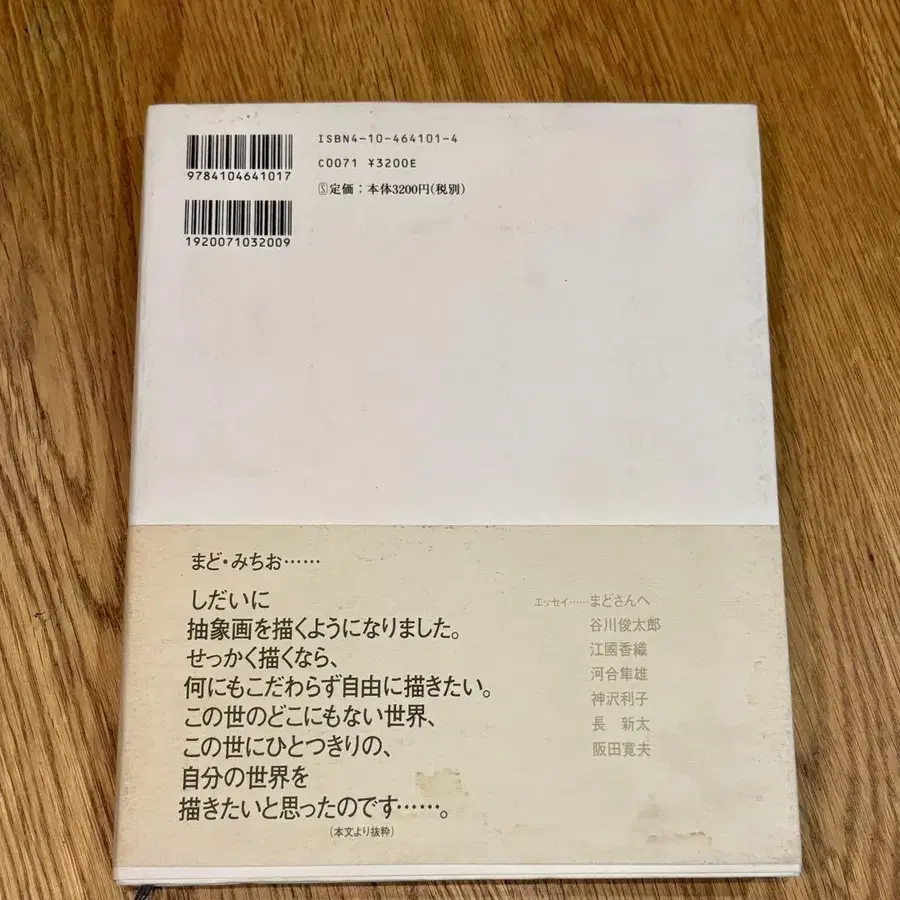 ISBN4-10-464101-4
C0071 ¥3200E
Ⓢ定価：本体3200円(税別)
9784104641017
1920071032009
まど・みちお……
しだいに
抽象画を描くようになりました。
せっかく描くなら、
何にもこだわらず自由に描きたい。
この世のどこにもない世界、
この世にひとつきりの、
自分の世界を
描きたいと思ったのです……。
(本文より抜粋)
エッセイ……まどさんへ
谷川俊太郎
江國香織
河合隼雄
神沢利子
長　新太
阪田寛夫